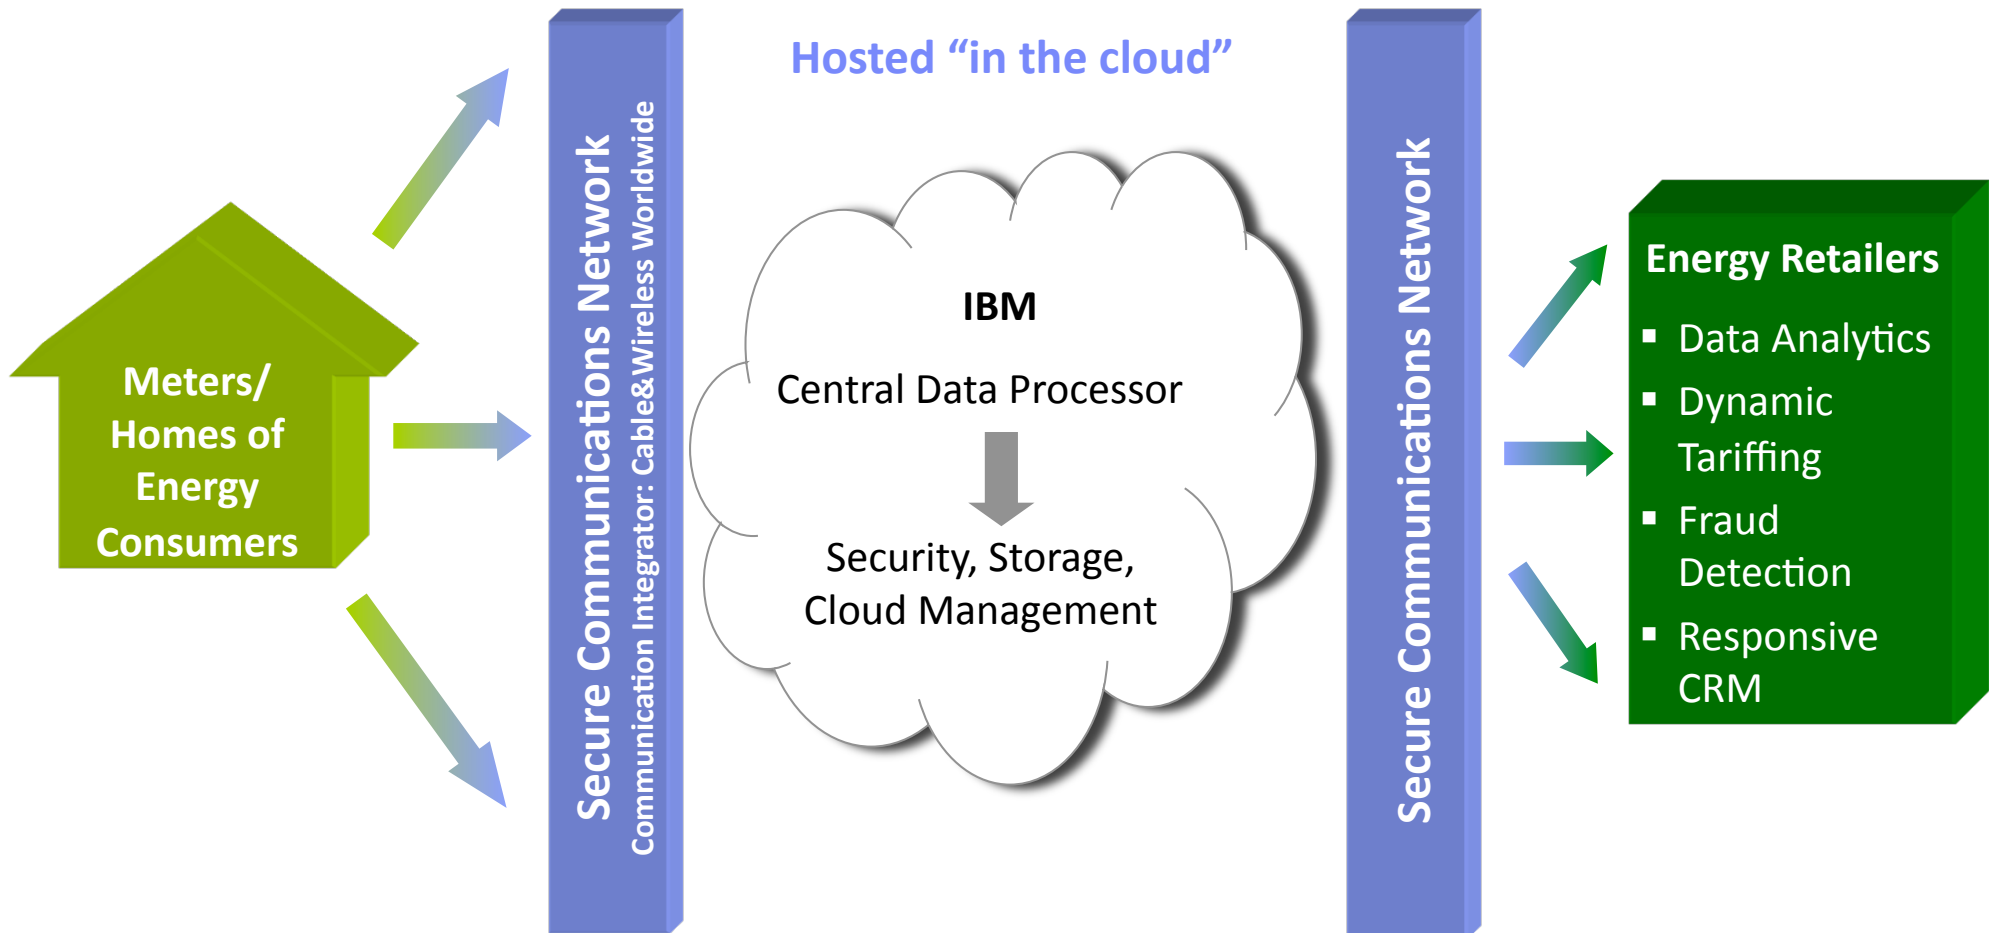 Hosted “in the cloud”
Meters/
Homes of
Energy
Consumers
Secure Communications Network
Communication Integrator: Cable&Wireless Worldwide
IBM
Central Data Processor
Security, Storage,
Cloud Management
Secure Communications Network
Energy Retailers
▪ Data Analytics
▪ Dynamic
Tariffing
▪ Fraud
Detection
▪ Responsive
CRM